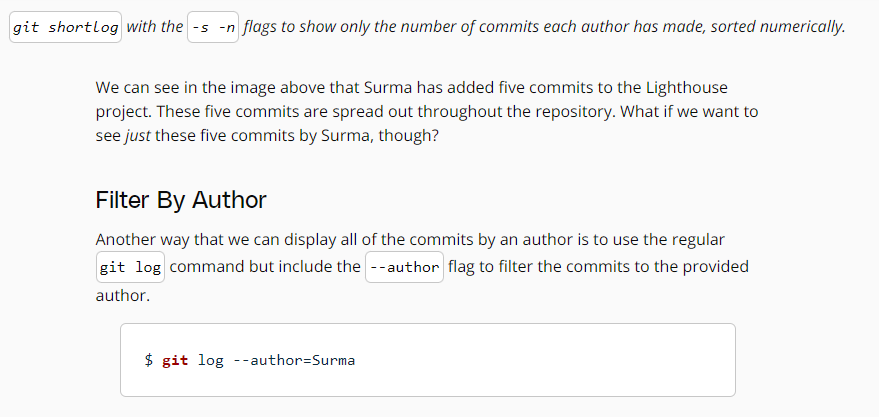 git shortlog with the -s -n flags to show only the number of commits each author has made, sorted numerically.
We can see in the image above that Surma has added five commits to the Lighthouse
project. These five commits are spread out throughout the repository. What if we want to
see just these five commits by Surma, though?
Filter By Author
Another way that we can display all of the commits by an author is to use the regular
git log command but include the --author flag to filter the commits to the provided
author.
$ git log --author=Surma